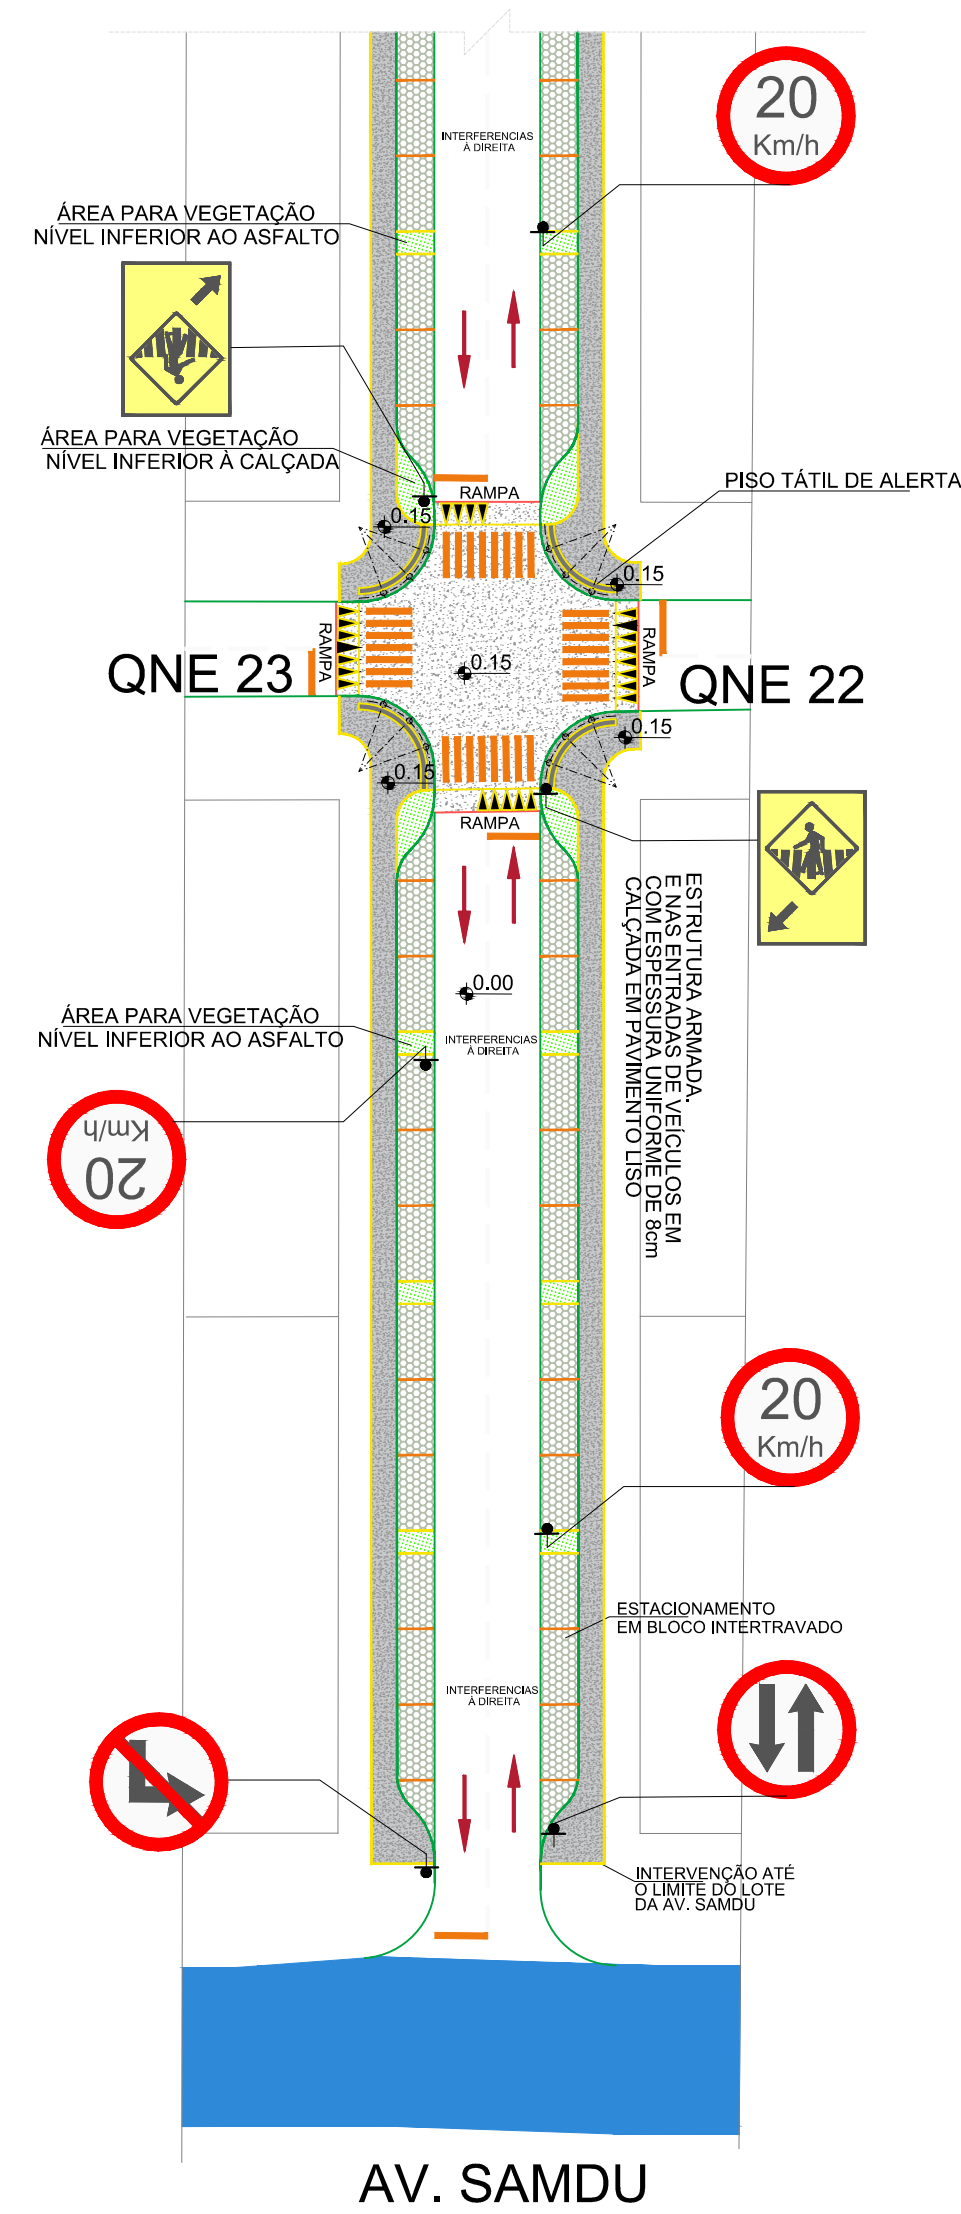 20
Km/h
INTERFERENCIAS
À DIREITA
ÁREA PARA VEGETAÇÃO
NÍVEL INFERIOR AO ASFALTO
ÁREA PARA VEGETAÇÃO
NÍVEL INFERIOR À CALÇADA
PISO TÁTIL DE ALERTA
RAMPA
0.15
0.15
RAMPA
RAMPA
QNE 23
0.15
QNE 22
0.15
0.15
RAMPA
ESTRUTURA ARMADA.
E NAS ENTRADAS DE VEÍCULOS EM
COM ESPESSURA UNIFORME DE 8cm
CALÇADA EM PAVIMENTO LISO
0.00
ÁREA PARA VEGETAÇÃO
NÍVEL INFERIOR AO ASFALTO
INTERFERENCIAS
À DIREITA
20
Km/h
20
Km/h
ESTACIONAMENTO
EM BLOCO INTERTRAVADO
INTERFERENCIAS
À DIREITA
INTERVENÇÃO ATÉ
O LIMITE DO LOTE
DA AV. SAMDU
AV. SAMDU